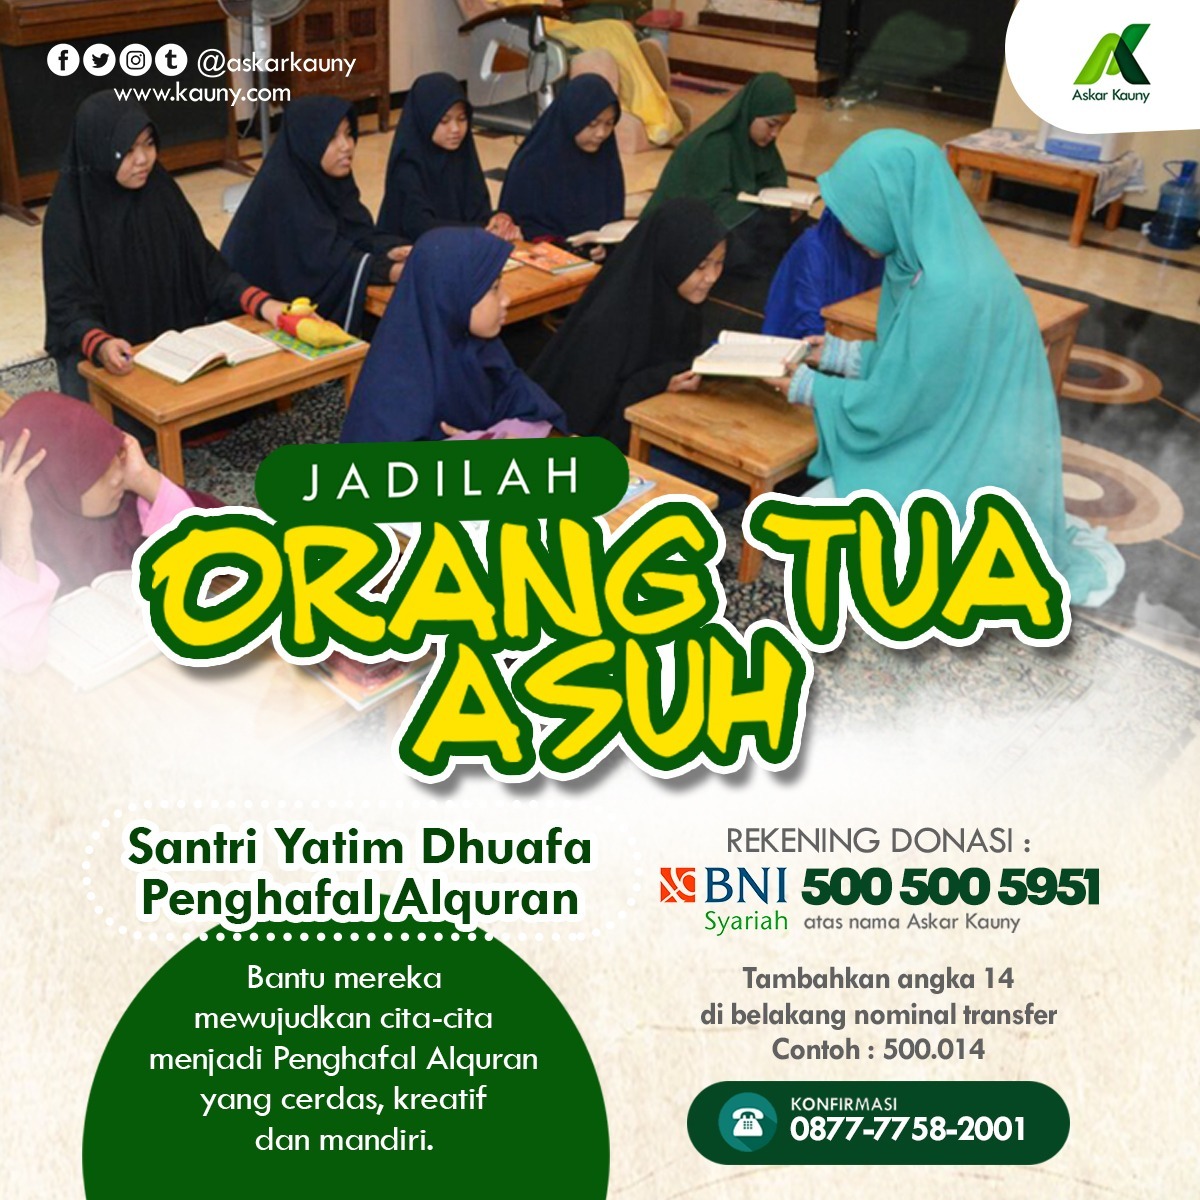 @askarkauny
www.kauny.com
Askar Kauny
JADILAH
ORANG TUA
ASUH
Santri Yatim Dhuafa
Penghafal Alquran
Bantu mereka
mewujudkan cita-cita
menjadi Penghafal Alquran
yang cerdas, kreatif
dan mandiri.
REKENING DONASI :
BNI 500 500 5951
Syariah atas nama Askar Kauny
Tambahkan angka 14
di belakang nominal transfer
Contoh : 500.014
KONFIRMASI
0877-7758-2001